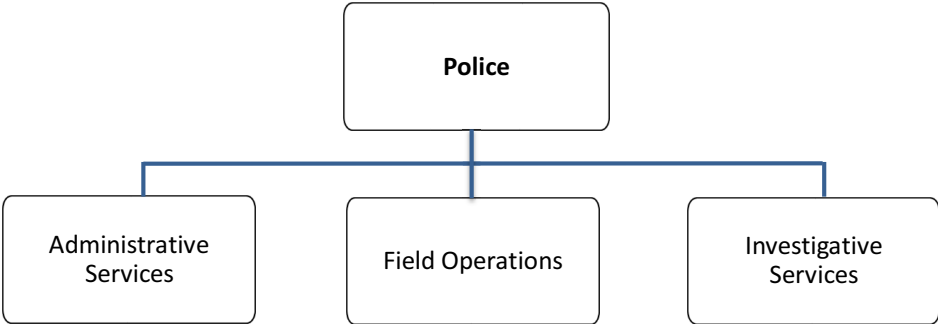 Police
Administrative
Services
Field Operations
Investigative
Services